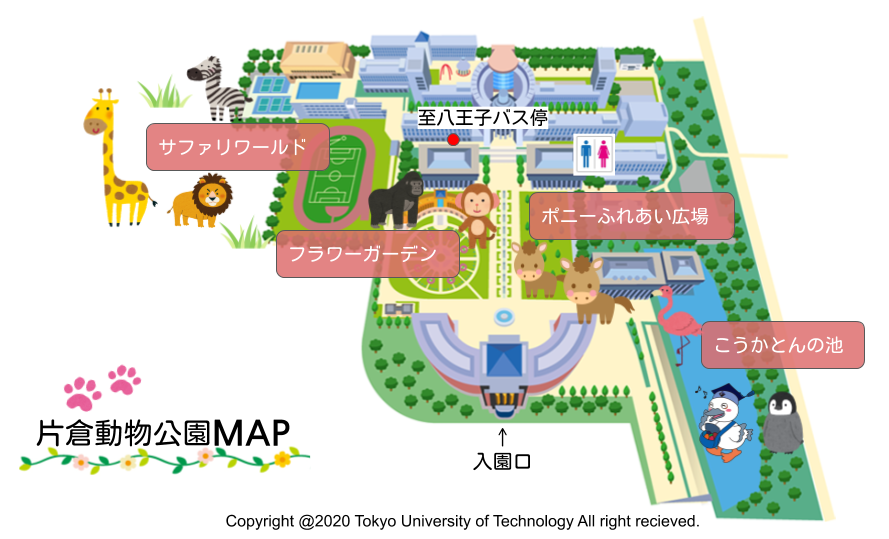 至八王子バス停
サファリワールド
ポニーふれあい広場
フラワーガーデン
こうかとんの池
片倉動物公園MAP
↑
入園口
Copyright @2020 Tokyo University of Technology All right recieved.